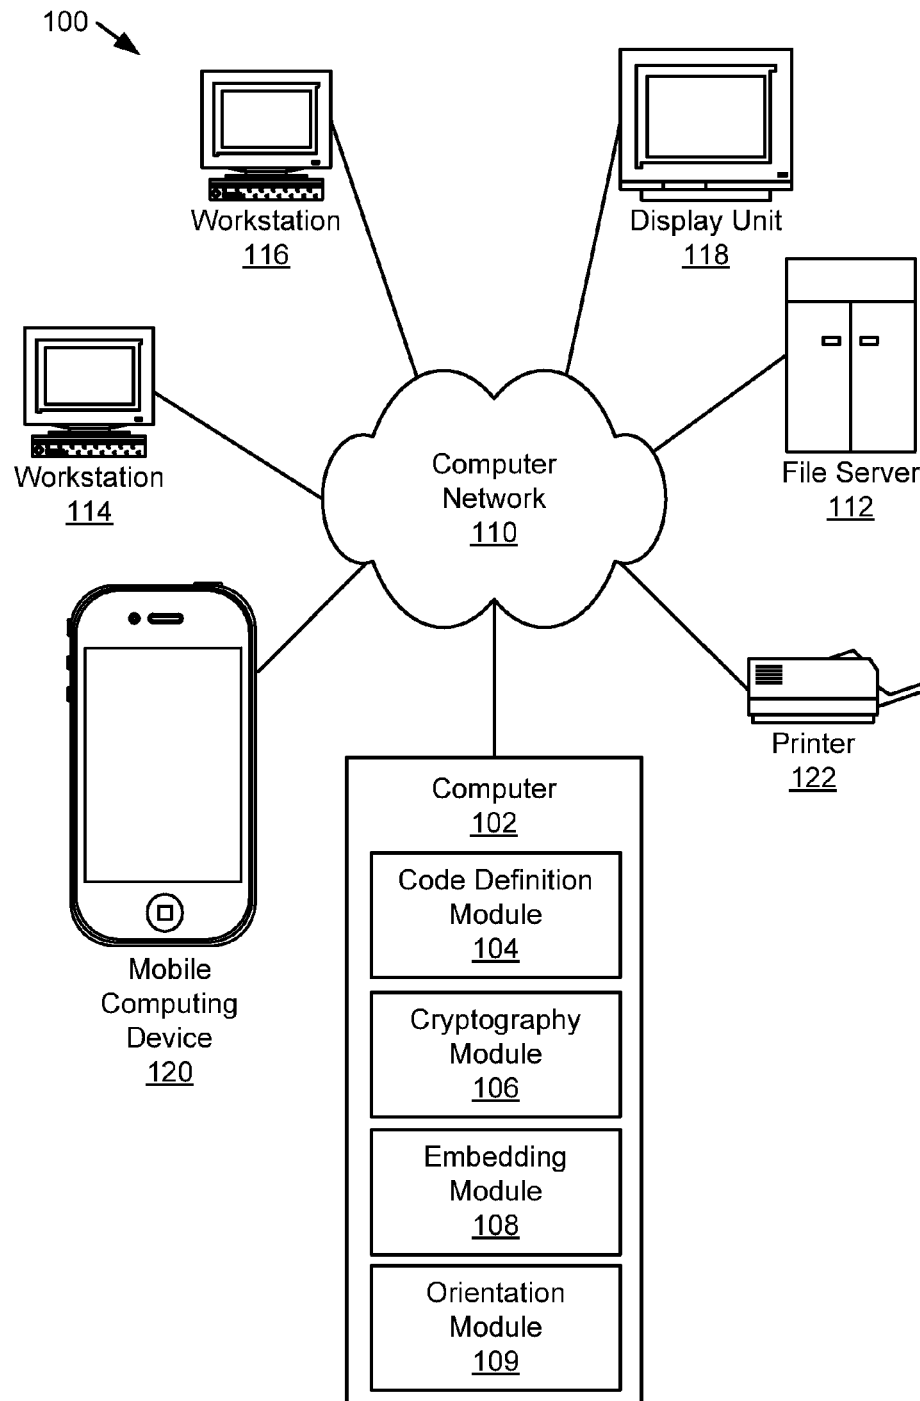 100
Workstation
116
Display Unit
118
Workstation
114
Computer
Network
110
File Server
112
Mobile
Computing
Device
120
Printer
122
Computer
102
Code Definition
Module
104
Cryptography
Module
106
Embedding
Module
108
Orientation
Module
109